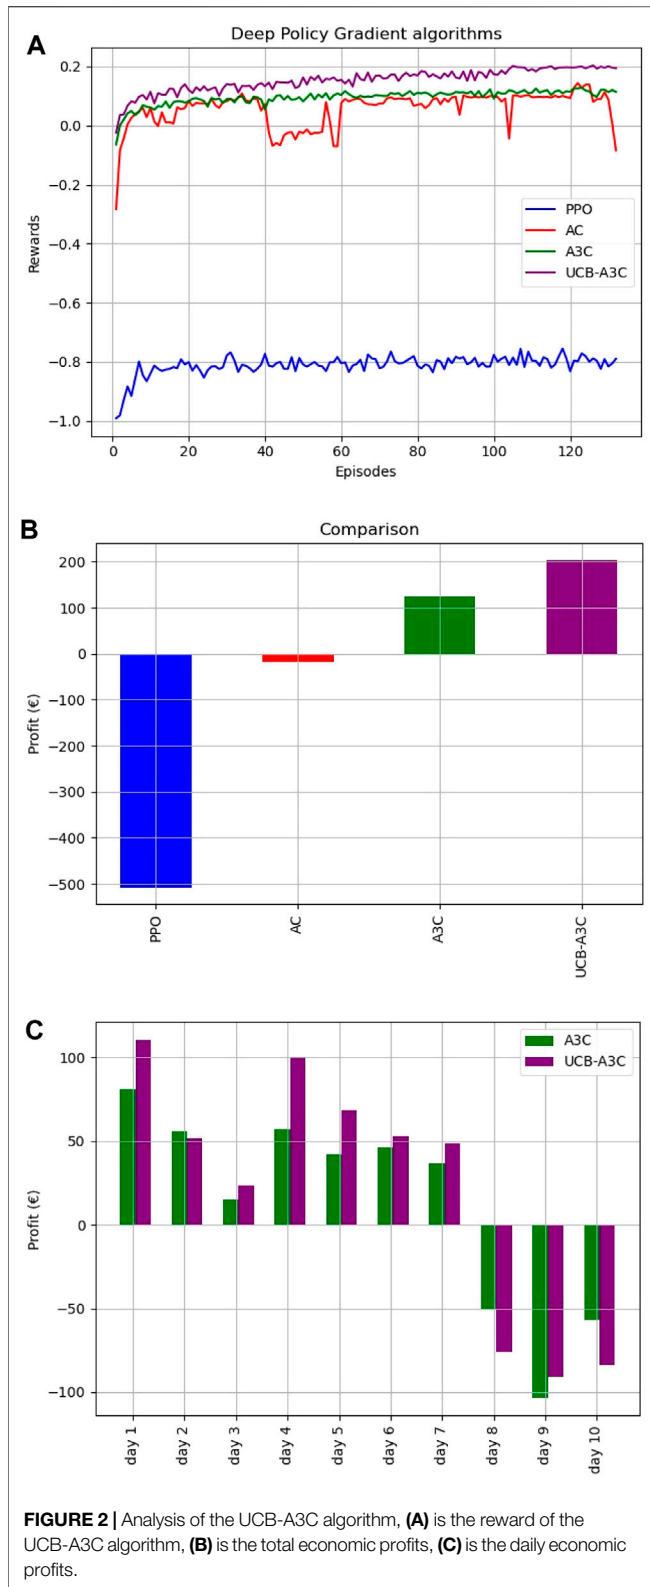 A
Deep Policy Gradient algorithms
0.2
0.0
−0.2
−0.4
−0.6
−0.8
−1.0
Rewards
PPO
AC
A3C
UCB-A3C
0 20 40 60 80 100 120
Episodes
B
Comparison
200
100
0
−100
−200
−300
−400
−500
Profit (€)
PPO AC A3C UCB-A3C
C
100
50
0
−50
−100
Profit (€)
A3C
UCB-A3C
day 1 day 2 day 3 day 4 day 5 day 6 day 7 day 8 day 9 day 10
FIGURE 2 | Analysis of the UCB-A3C algorithm, (A) is the reward of the
UCB-A3C algorithm, (B) is the total economic profits, (C) is the daily economic
profits.